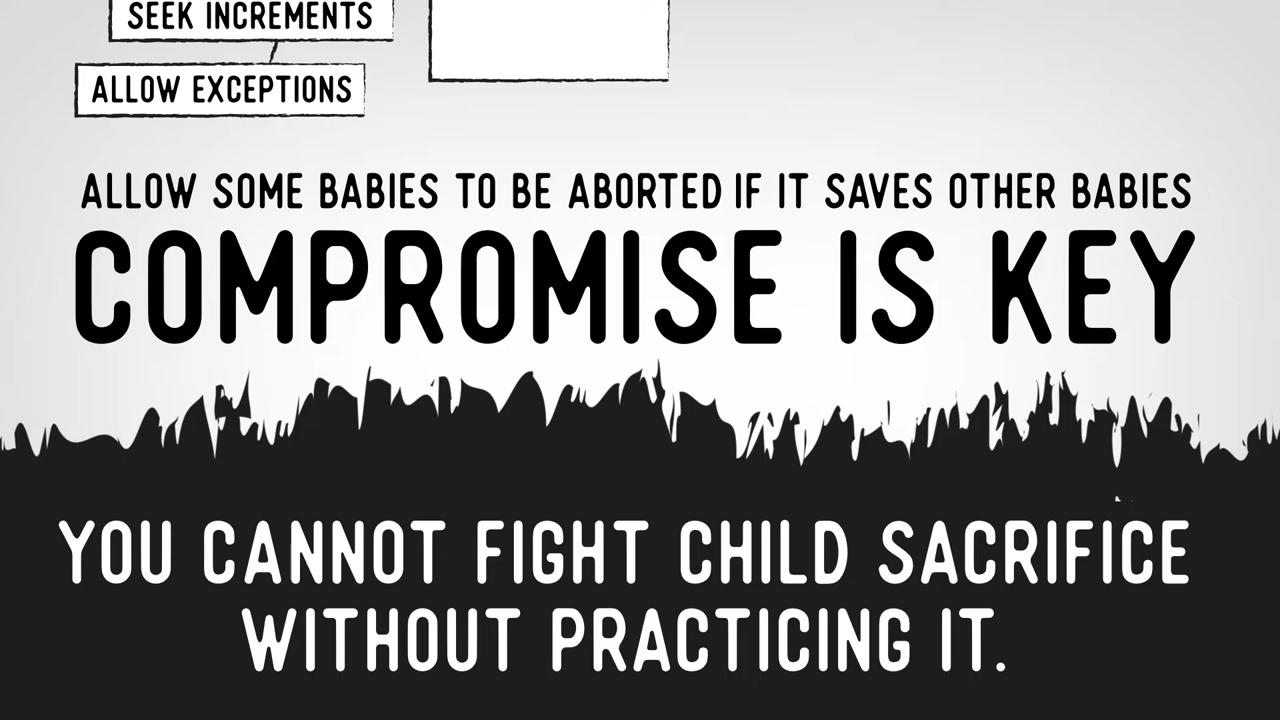 SEEK INCREMENTS
ALLOW EXCEPTIONS
ALLOW SOME BABIES TO BE ABORTED IF IT SAVES OTHER BABIES
COMPROMISE IS KEY
YOU CANNOT FIGHT CHILD SACRIFICE
WITHOUT PRACTICING IT.